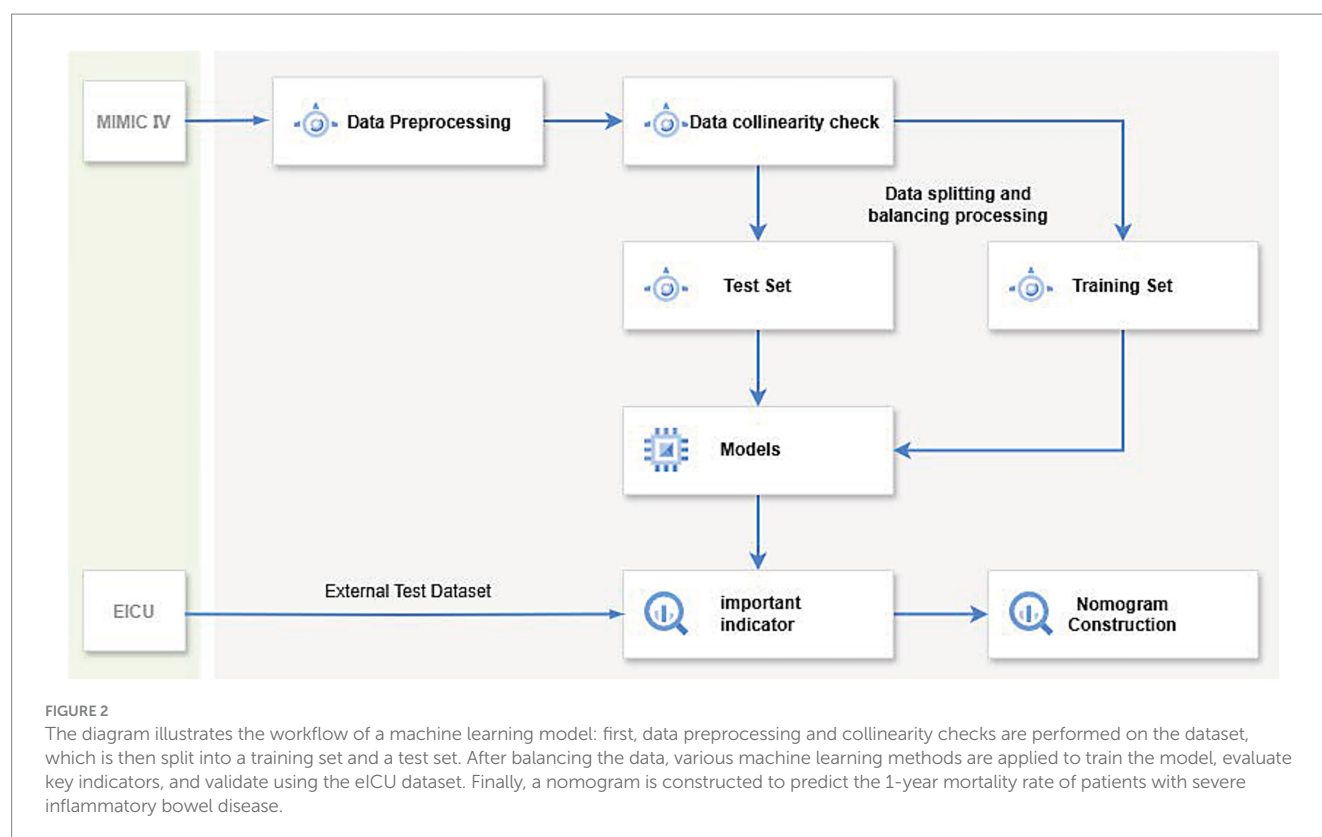 MIMIC IV
Data Preprocessing
Data collinearity check
Data splitting and
balancing processing
Test Set
Training Set
Models
EICU
External Test Dataset
important
indicator
Nomogram
Construction
FIGURE 2
The diagram illustrates the workflow of a machine learning model: first, data preprocessing and collinearity checks are performed on the dataset,
which is then split into a training set and a test set. After balancing the data, various machine learning methods are applied to train the model, evaluate
key indicators, and validate using the eICU dataset. Finally, a nomogram is constructed to predict the 1-year mortality rate of patients with severe
inflammatory bowel disease.